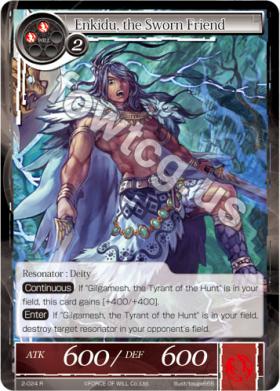 Enkidu, the Sworn Friend
WILL
2
fowtcg.us
Resonator : Deity
Continuous If "Gilgamesh, the Tyrant of the Hunt" is in your
field, this card gains [+400/+400].
Enter If "Gilgamesh, the Tyrant of the Hunt" is in your field,
destroy target resonator in your opponent's field.
ATK 600/ DEF 600
2-024 R ©FORCE OF WILL Co.,Ltd.